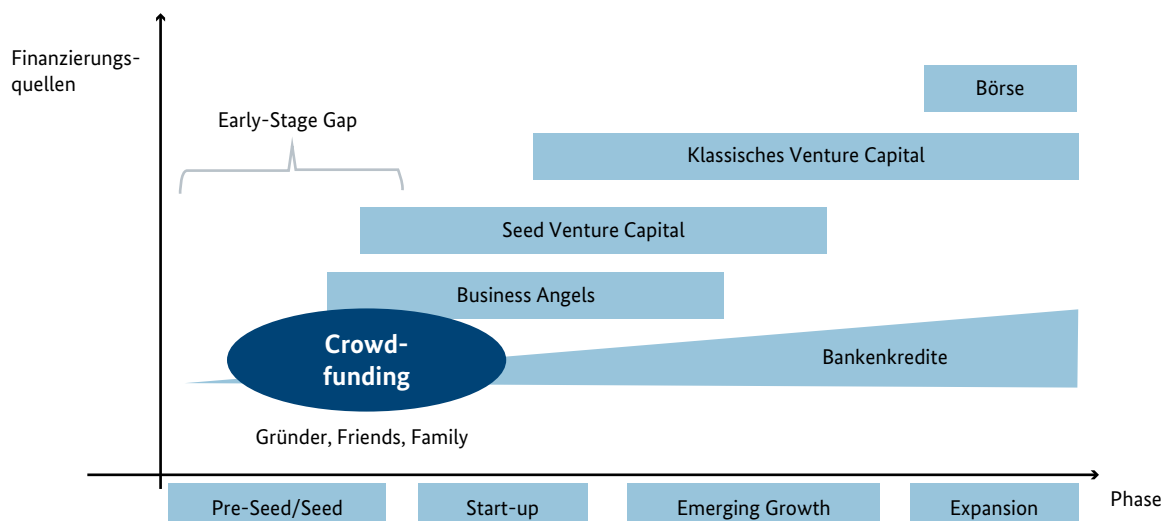 Finanzierungs-
quellen
Börse
Early-Stage Gap
Klassisches Venture Capital
Seed Venture Capital
Business Angels
Crowd-
funding
Bankenkredite
Gründer, Friends, Family
Phase
Pre-Seed/Seed
Start-up
Emerging Growth
Expansion